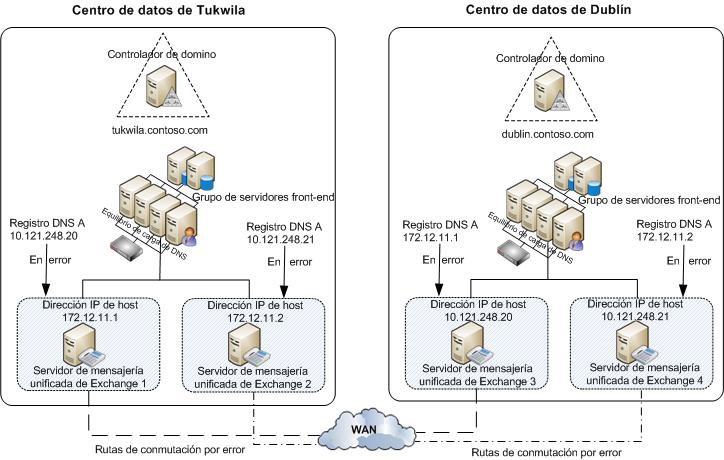 Centro de datos de Tukwila
Controlador de domino
tukwila.contoso.com
Grupo de servidores front-end
Equilibrio de carga de DNS
Registro DNS A
10.121.248.20
En error
Registro DNS A
10.121.248.21
En error
Dirección IP de host
172.12.11.1
Servidor de mensajería
unificada de Exchange 1
Dirección IP de host
172.12.11.2
Servidor de mensajería
unificada de Exchange 2
Centro de datos de Dublín
Controlador de domino
dublin.contoso.com
Grupo de servidores front-end
Equilibrio de carga de DNS
Registro DNS A
172.12.11.1
En error
Registro DNS A
172.12.11.2
En error
Dirección IP de host
10.121.248.20
Servidor de mensajería
unificada de Exchange 3
Dirección IP de host
10.121.248.21
Servidor de mensajería
unificada de Exchange 4
WAN
Rutas de conmutación por error
Rutas de conmutación por error